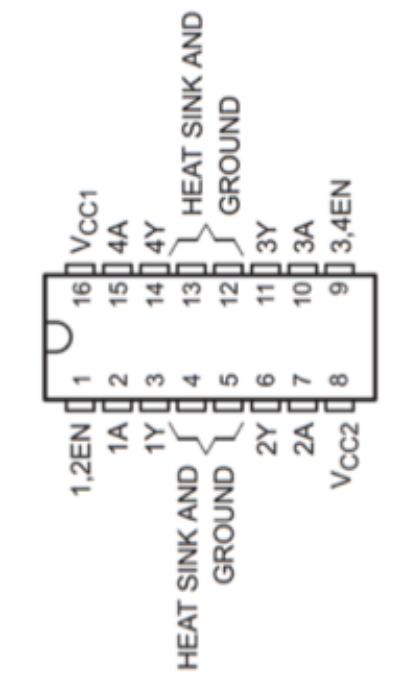 1,2EN 1 16 VCC1
1A 2 15 4A
1Y 3 14 4Y
HEAT SINK AND 4 13 HEAT SINK AND
GROUND 5 12 GROUND
2Y 6 11 3Y
2A 7 10 3A
VCC2 8 9 3,4EN